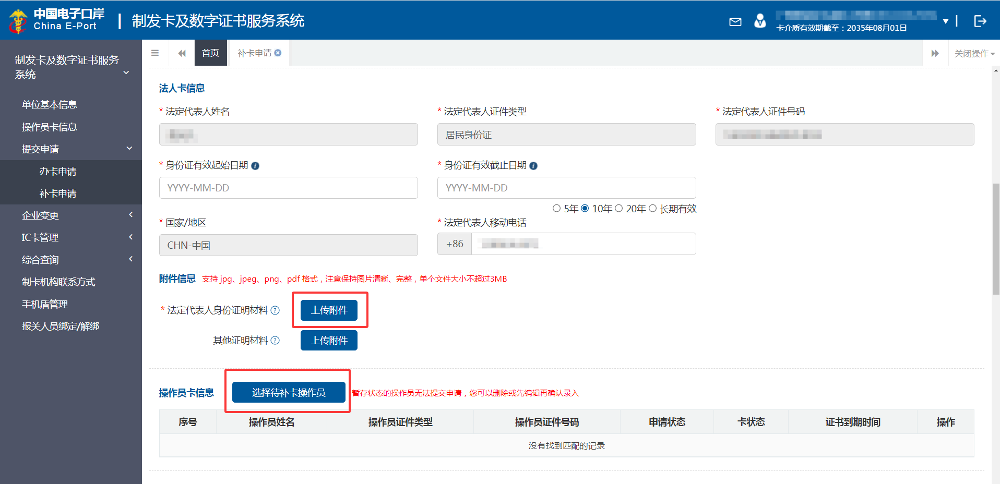 中国电子口岸
China E-Port
制发卡及数字证书服务系统
卡介质有效期截至：2035年08月01日
制发卡及数字证书服务
系统
单位基本信息
操作员卡信息
提交申请
办卡申请
补卡申请
企业变更
IC卡管理
综合查询
制卡机构联系方式
手机盾管理
报关人员绑定/解绑
首页
补卡申请
关闭操作
法人卡信息
* 法定代表人姓名
* 法定代表人证件类型
* 法定代表人证件号码
居民身份证
* 身份证有效起始日期
* 身份证有效截止日期
YYYY-MM-DD
YYYY-MM-DD
5年 10年 20年 长期有效
* 国家/地区
* 法定代表人移动电话
CHN-中国
+86
附件信息 支持 jpg、jpeg、png、pdf 格式，注意保持图片清晰、完整，单个文件大小不超过3MB
* 法定代表人身份证明材料 上传附件
其他证明材料 上传附件
操作员卡信息 选择待补卡操作员 暂存状态的操作员无法提交申请，您可以删除或先编辑再确认录入
序号 操作员姓名 操作员证件类型 操作员证件号码 申请状态 卡状态 证书到期时间 操作
没有找到匹配的记录